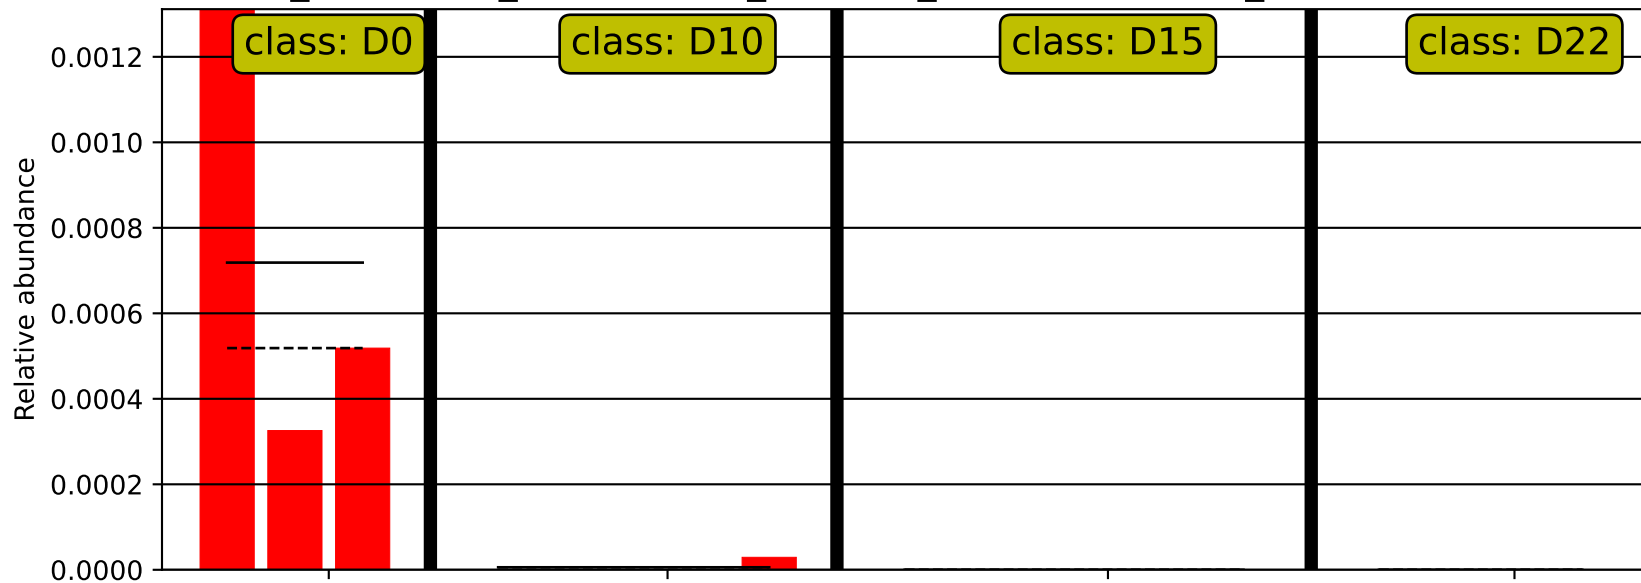 class: D0
class: D10
class: D15
class: D22
0.0012
0.0010
0.0008
0.0006
0.0004
0.0002
0.0000
Relative abundance